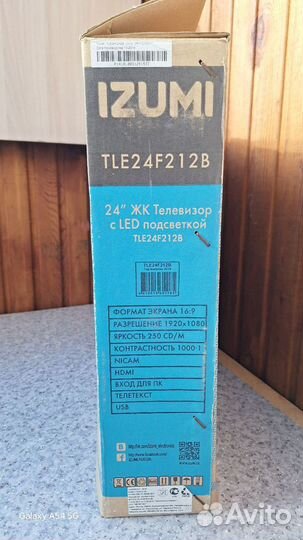 IZUMI
TLE24F212B
24” ЖК Телевизор
с LED подсветкой
TLE24F212B
TLE24F212B
ФОРМАТ ЭКРАНА 16:9
РАЗРЕШЕНИЕ 1920x1080
ЯРКОСТЬ 250 CD/M
КОНТРАСТНОСТЬ 1000:1
NICAM
HDMI
ВХОД ДЛЯ ПК
ТЕЛЕТЕКСТ
USB
Galaxy A54 5G
Avito